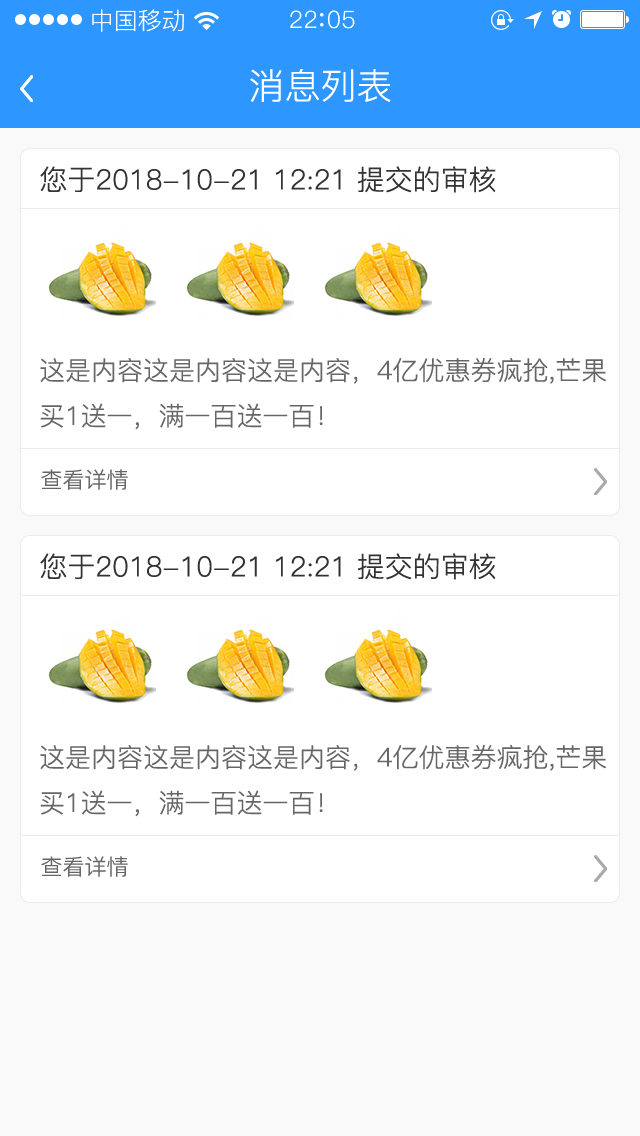 中国移动 22:05
消息列表
您于2018-10-21 12:21 提交的审核
这是内容这是内容这是内容，4亿优惠券疯抢,芒果
买1送一，满一百送一百！
查看详情
您于2018-10-21 12:21 提交的审核
这是内容这是内容这是内容，4亿优惠券疯抢,芒果
买1送一，满一百送一百！
查看详情